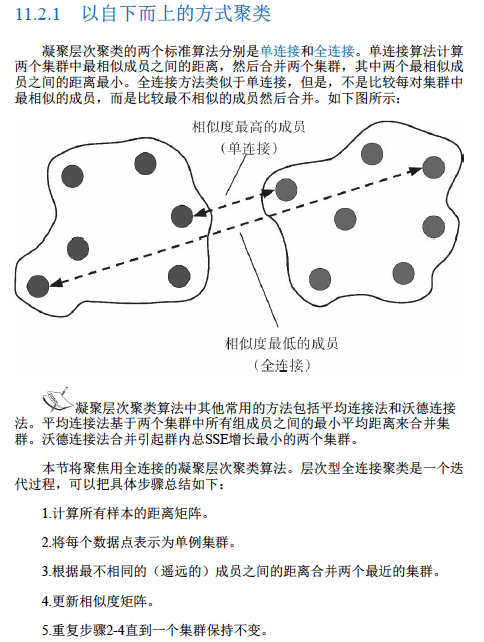 11.2.1 以自下而上的方式聚类
凝聚层次聚类的两个标准算法分别是单连接和全连接。单连接算法计算
两个集群中最相似成员之间的距离，然后合并两个集群，其中两个最相似成
员之间的距离最小。全连接方法类似于单连接，但是，不是比较每对集群中
最相似的成员，而是比较最不相似的成员然后合并。如下图所示：
相似度最高的成员
（单连接）
相似度最低的成员
（全连接）
凝聚层次聚类算法中其他常用的方法包括平均连接法和沃德连接
法。平均连接法基于两个集群中所有组成员之间的最小平均距离来合并集
群。沃德连接法合并引起群内总SSE增长最小的两个集群。
本节将聚焦用全连接的凝聚层次聚类算法。层次型全连接聚类是一个迭
代过程，可以把具体步骤总结如下：
1.计算所有样本的距离矩阵。
2.将每个数据点表示为单例集群。
3.根据最不相同的（遥远的）成员之间的距离合并两个最近的集群。
4.更新相似度矩阵。
5.重复步骤2-4直到一个集群保持不变。